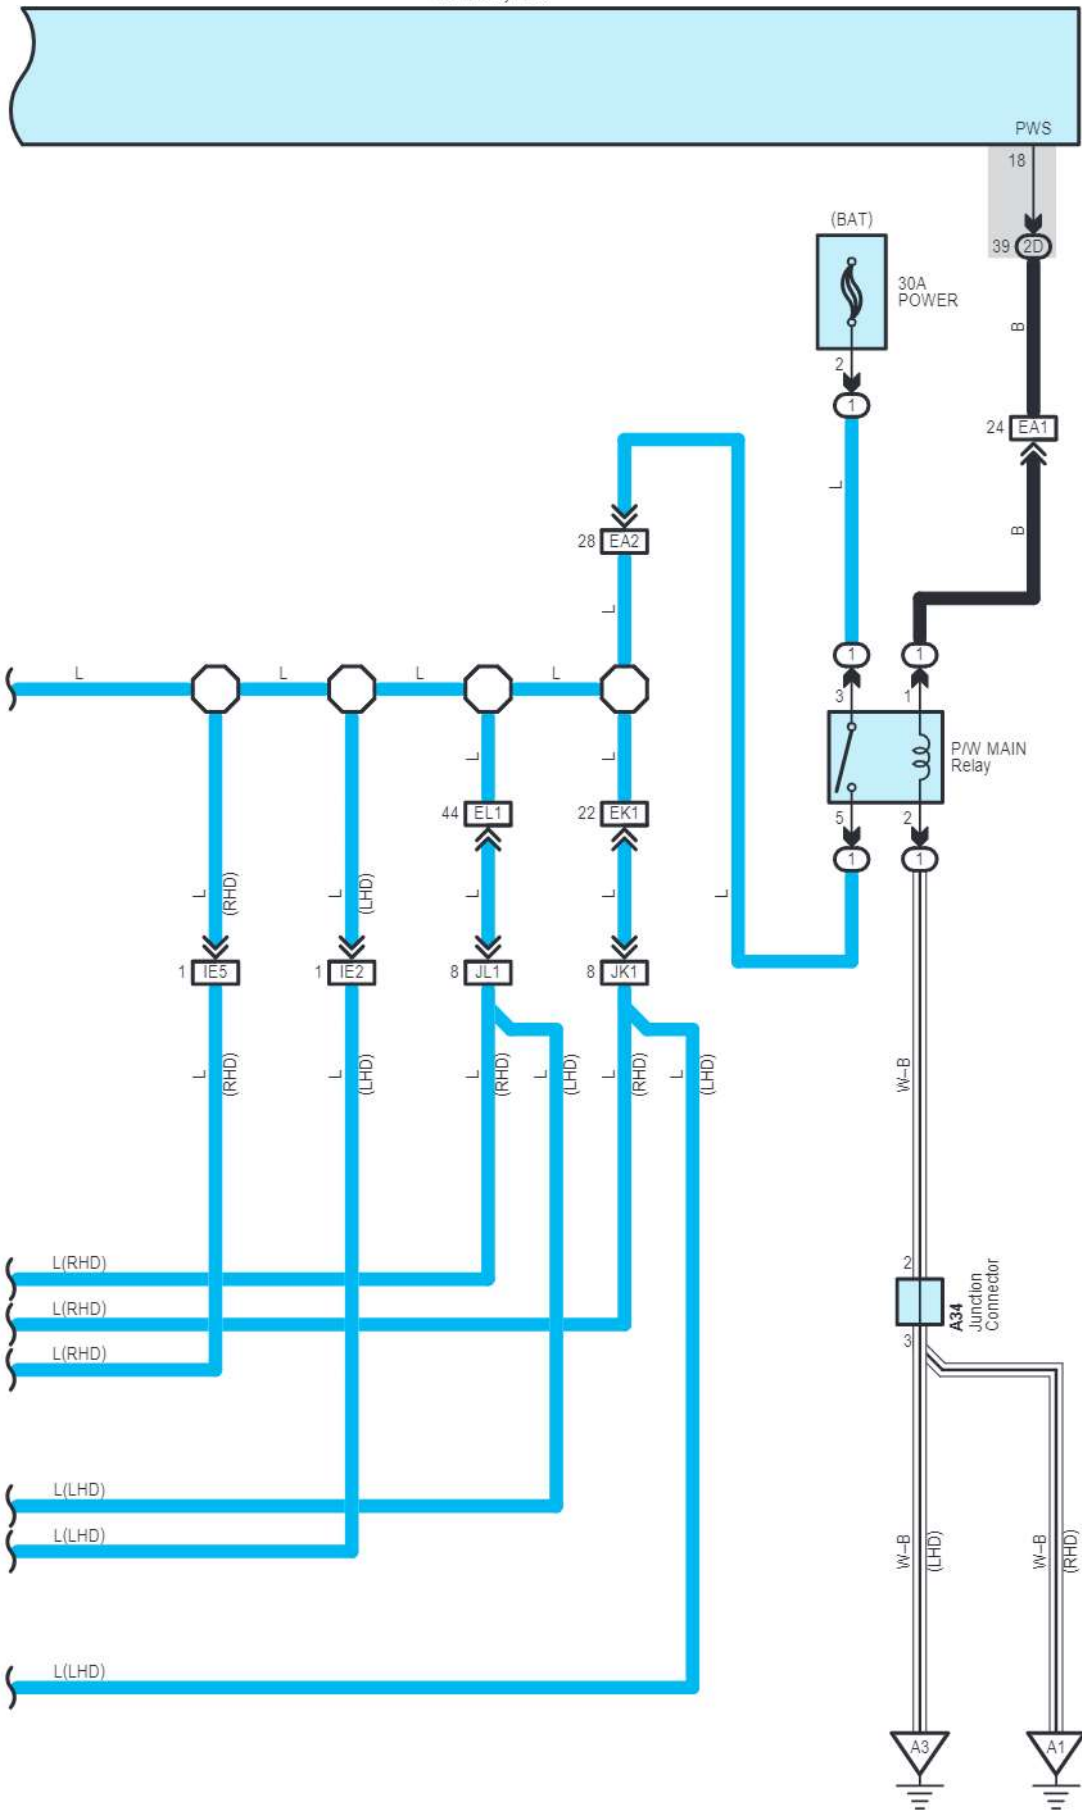 PWS
18
(BAT)
39 2D
30A
POWER
B
2
1
24 EA1
L
B
28 EA2
L
1 1
L L L L
3 1
P/W MAIN
Relay
L L
44 EL1 22 EK1
5 2
1 1
L (RHD) L (LHD) L L L
1 IE5 1 IE2 8 JL1 8 JK1
L (RHD) L (LHD) L (RHD) L (LHD) L (RHD) L (LHD)
W–B
L(RHD)
2
A34
Junction
Connector
L(RHD)
3
L(RHD)
L(LHD)
L(LHD)
W–B (LHD) W–B (RHD)
L(LHD)
A3 A1